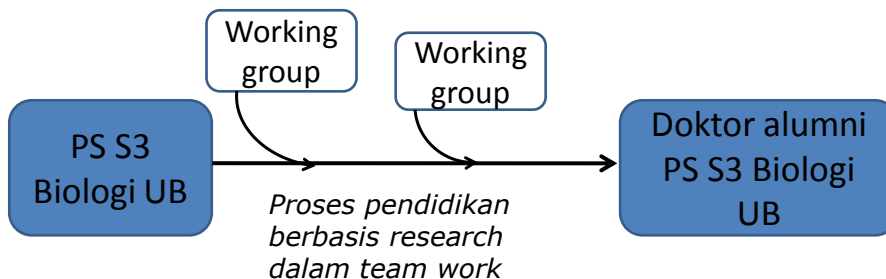 Working
group
Working
group
PS S3
Biologi UB
Doktor alumni
PS S3 Biologi
UB
Proses pendidikan
berbasis research
dalam team work